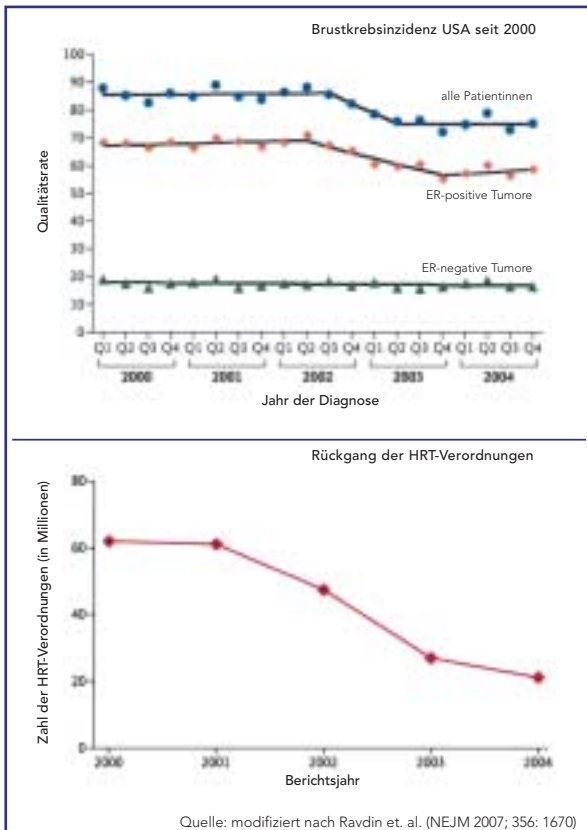 Brustkrebsinzidenz USA seit 2000
Qualitätsrate
100
90
80
70
60
50
40
30
20
10
0
alle Patientinnen
ER-positive Tumore
ER-negative Tumore
Q1 Q2 Q3 Q4 Q1 Q2 Q3 Q4 Q1 Q2 Q3 Q4 Q1 Q2 Q3 Q4 Q1 Q2 Q3 Q4
2000 2001 2002 2003 2004
Jahr der Diagnose
Rückgang der HRT-Verordnungen
Zahl der HRT-Verordnungen (in Millionen)
80
60
40
20
0
2000 2001 2002 2003 2004
Berichtsjahr
Quelle: modifiziert nach Ravdin et. al. (NEJM 2007; 356: 1670)